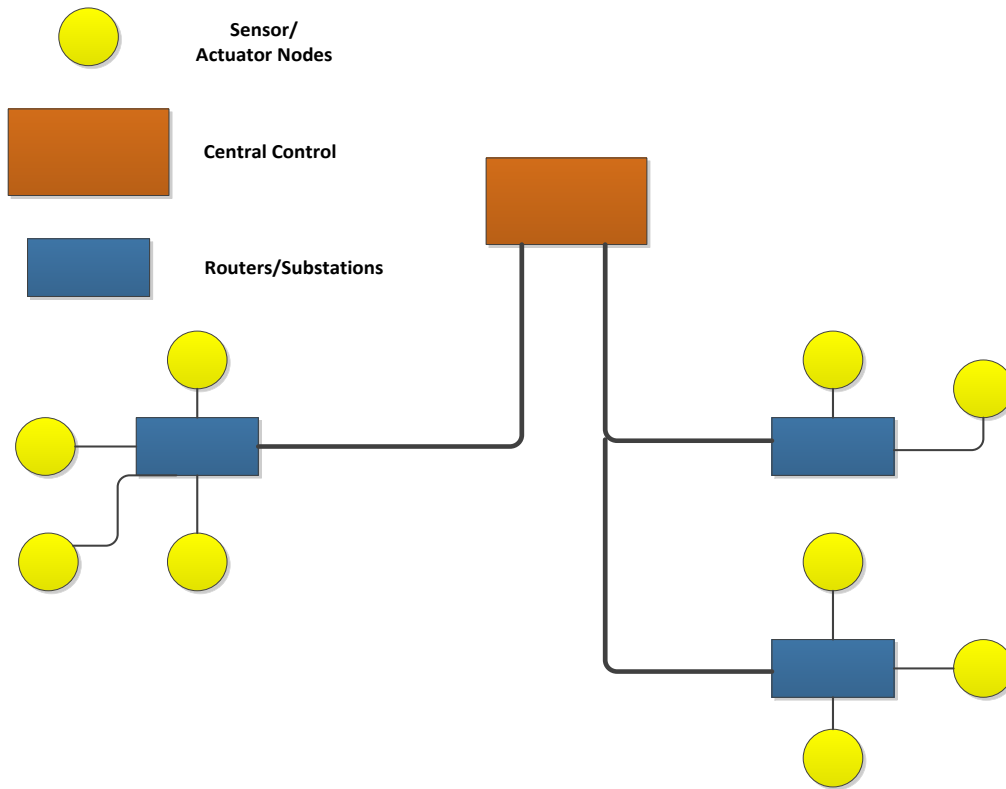 Sensor/
Actuator Nodes
Central Control
Routers/Substations